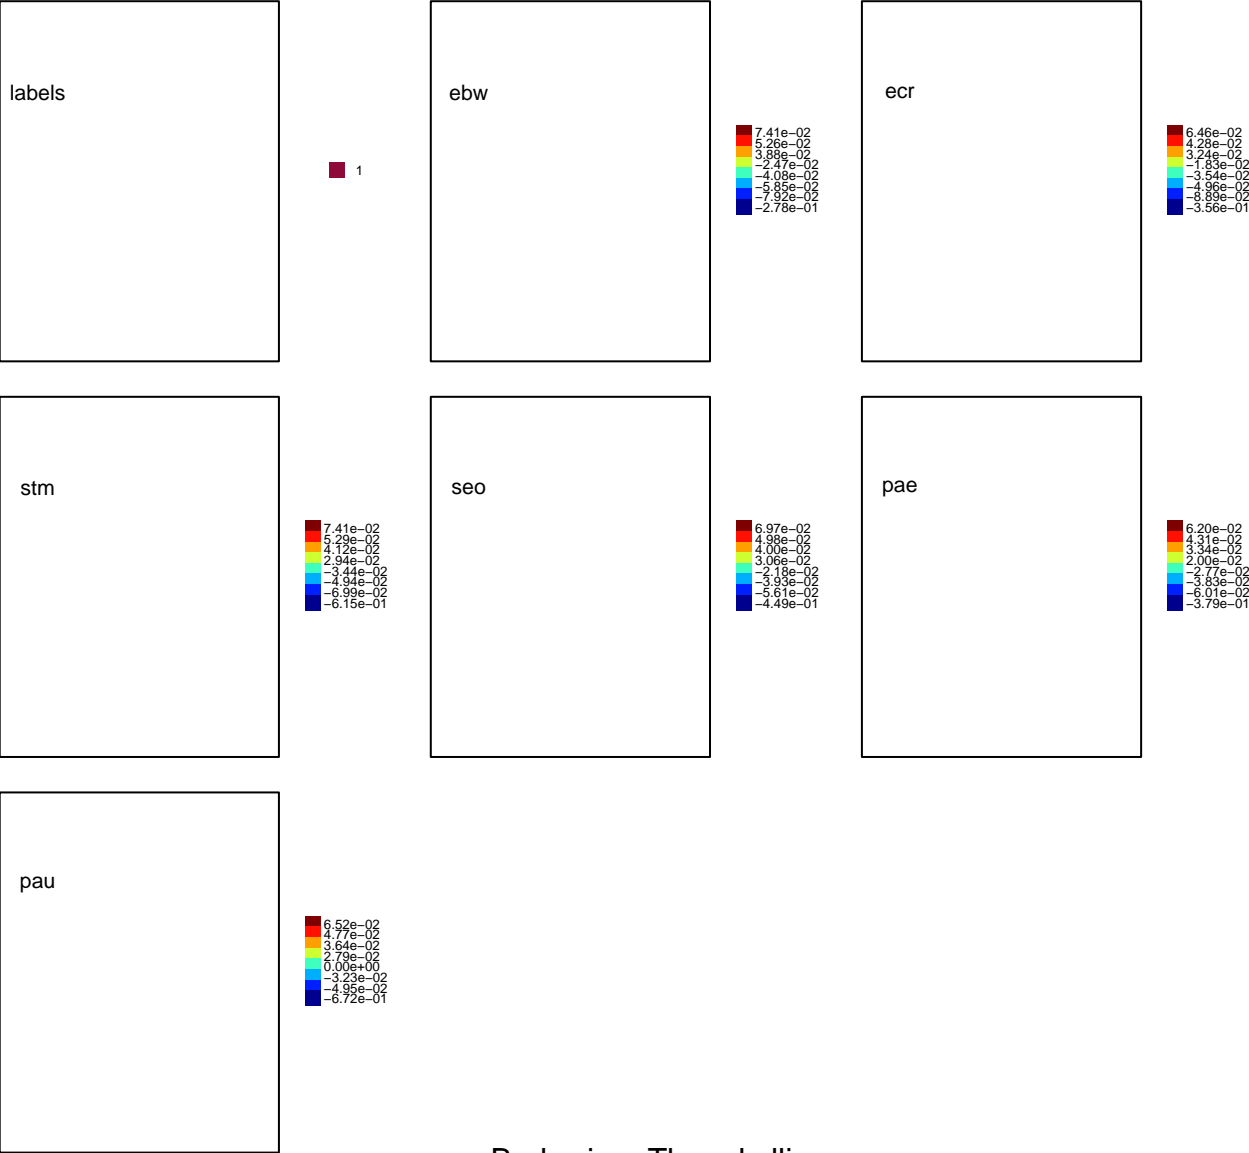 labels
1
ebw
7.41e−02
5.26e−02
3.88e−02
−2.47e−02
−4.08e−02
−5.85e−02
−7.92e−02
−2.78e−01
ecr
6.46e−02
4.28e−02
3.24e−02
−1.83e−02
−3.54e−02
−4.96e−02
−8.89e−02
−3.56e−01
stm
7.41e−02
5.29e−02
4.12e−02
2.94e−02
−3.44e−02
−4.94e−02
−6.99e−02
−6.15e−01
seo
6.97e−02
4.98e−02
4.00e−02
3.06e−02
−2.18e−02
−3.93e−02
−5.61e−02
−4.49e−01
pae
6.20e−02
4.31e−02
3.34e−02
2.00e−02
−2.77e−02
−3.83e−02
−6.01e−02
−3.79e−01
pau
6.52e−02
4.77e−02
3.64e−02
2.79e−02
0.00e+00
−3.23e−02
−4.95e−02
−6.72e−01